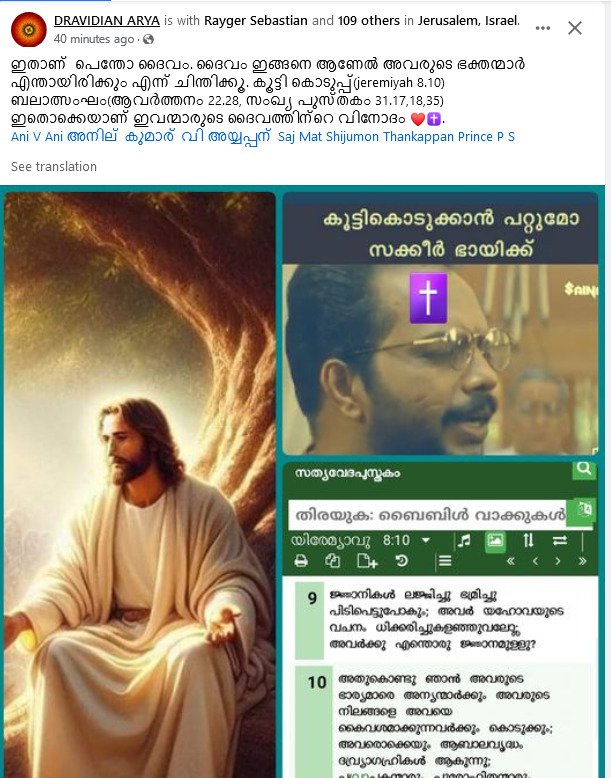 DRAVIDIAN ARYA is with Rayger Sebastian and 109 others in Jerusalem, Israel.
40 minutes ago ·
ഇതാണ് പെന്തോ ദൈവം. ദൈവം ഇങ്ങനെ ആണേൽ അവരുടെ ഭക്തന്മാർ
എന്തായിരിക്കും എന്ന് ചിന്തിക്കൂ. കൂട്ടി കൊടുപ്പ്(jeremiyah 8.10)
ബലാത്സംഘം(ആവർത്തനം 22.28, സംഖ്യ പുസ്തകം 31.17,18,35)
ഇതൊക്കെയാണ് ഇവന്മാരുടെ ദൈവത്തിന്റെ വിനോദം ❤️✝️.
Ani V Ani അനില് കുമാര് വി അയ്യപ്പന് Saj Mat Shijumon Thankappan Prince P S
See translation
കൂട്ടികൊടുക്കാൻ പറ്റുമോ
സക്കീർ ഭായിക്ക്
സത്യവേദപുസ്തകം
തിരയുക: ബൈബിൾ വാക്കുകൾ
യിരേമ്യാവു 8:10
9 ജ്ഞാനികൾ ലജ്ജിച്ചു ഭ്രമിച്ചു
പിടിപെട്ടുപോകും; അവർ യഹോവയുടെ
വചനം ധിക്കരിച്ചുകളഞ്ഞുവല്ലോ;
അവർക്കു എന്തൊരു ജ്ഞാനമുള്ളു?
10 അതുകൊണ്ടു ഞാൻ അവരുടെ
ഭാര്യമാരെ അന്യന്മാർക്കും അവരുടെ
നിലങ്ങളെ അവയെ
കൈവശമാക്കുന്നവർക്കും കൊടുക്കും;
അവരൊക്കെയും ആബാലവൃദ്ധം
ദ്രവ്യാഗ്രഹികൾ ആകുന്നു;